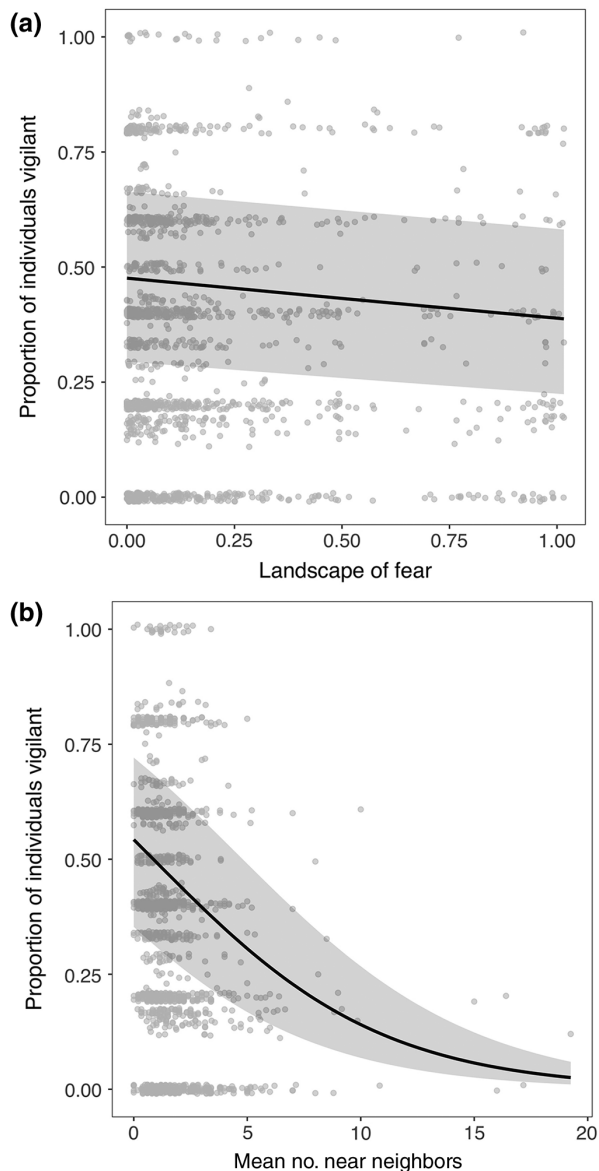 (a)
1.00
0.75
0.50
0.25
0.00
Proportion of individuals vigilant
0.00 0.25 0.50 0.75 1.00
Landscape of fear
(b)
1.00
0.75
0.50
0.25
0.00
Proportion of individuals vigilant
0 5 10 15 20
Mean no. near neighbors